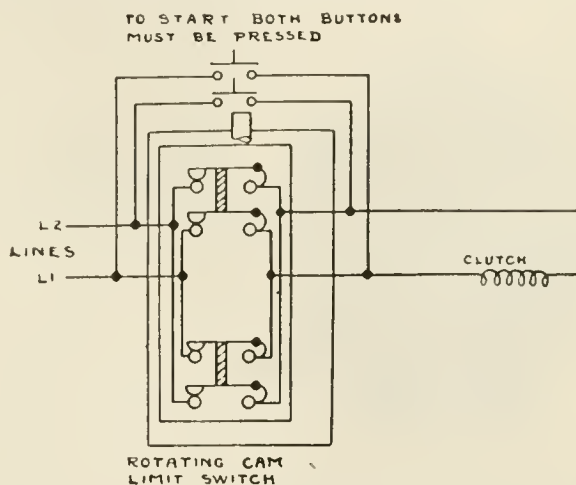 TO START BOTH BUTTONS
MUST BE PRESSED
L2
LINES
L1
CLUTCH
ROTATING CAM
LIMIT SWITCH